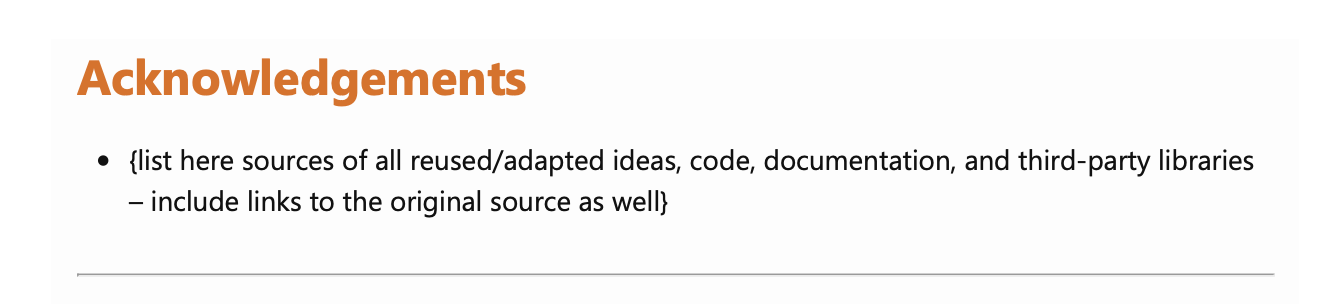 Acknowledgements
• {list here sources of all reused/adapted ideas, code, documentation, and third-party libraries
– include links to the original source as well}